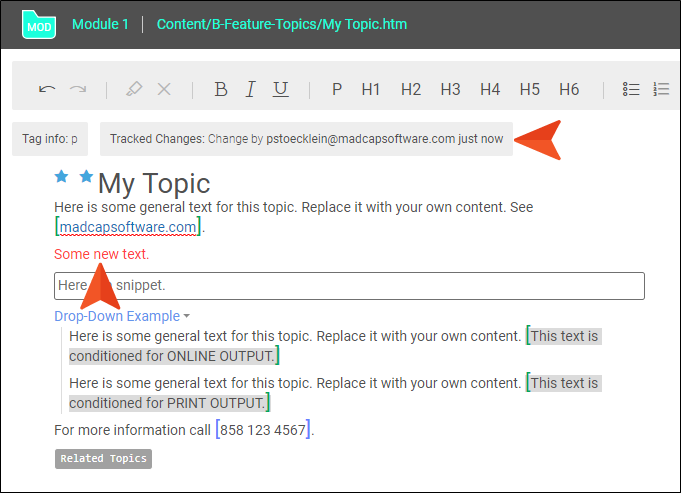 MOD Module 1 Content/B-Feature-Topics/My Topic.htm
B I U P H1 H2 H3 H4 H5 H6
Tag info: p Tracked Changes: Change by pstoecklein@madcapsoftware.com just now
My Topic
Here is some general text for this topic. Replace it with your own content. See
[madcapsoftware.com].
Some new text.
Here snippet.
Drop-Down Example
Here is some general text for this topic. Replace it with your own content. [This text is
conditioned for ONLINE OUTPUT.]
Here is some general text for this topic. Replace it with your own content. [This text is
conditioned for PRINT OUTPUT.]
For more information call [858 123 4567].
Related Topics